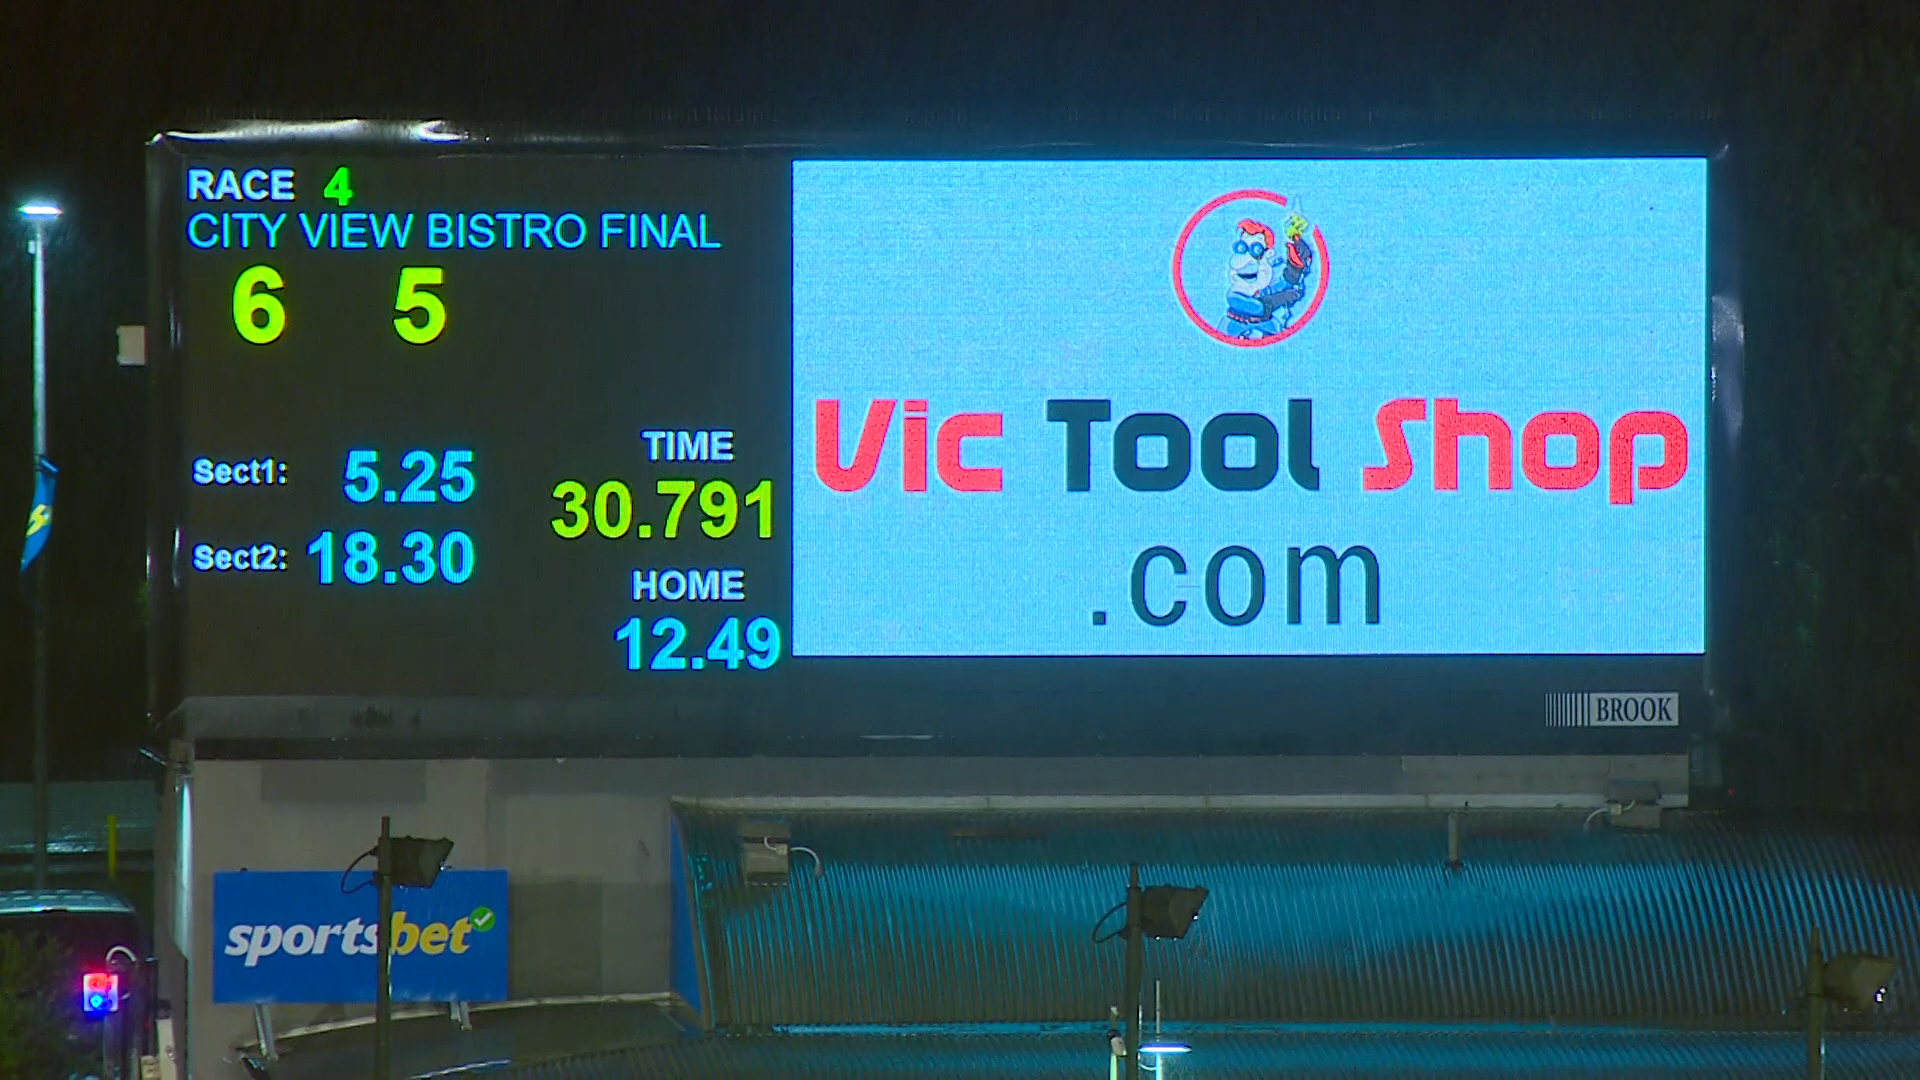 RACE 4
CITY VIEW BISTRO FINAL
6 5
Sect1: 5.25
Sect2: 18.30
TIME
30.791
HOME
12.49
Vic Tool Shop
.com
BROOK
sportsbet